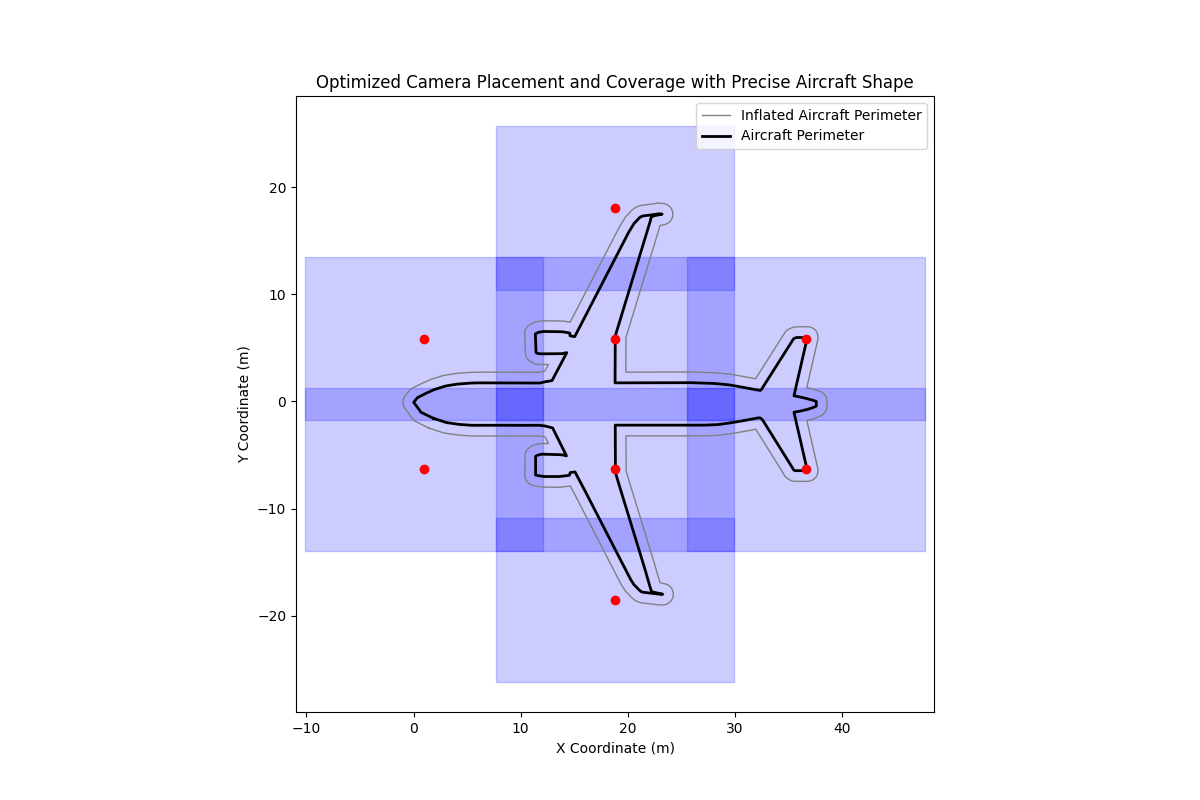 Optimized Camera Placement and Coverage with Precise Aircraft Shape
Inflated Aircraft Perimeter
Aircraft Perimeter
20
10
0
−10
−20
Y Coordinate (m)
−10 0 10 20 30 40
X Coordinate (m)